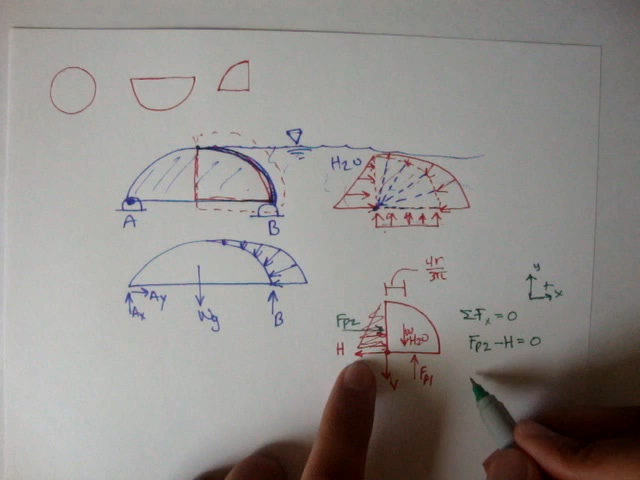 H2O
A
B
4r
3π
y
+
x
Ay
Ax
Wg
B
Fp2
W
H2O
H
V
Fp1
ΣFx = 0
Fp2 - H = 0